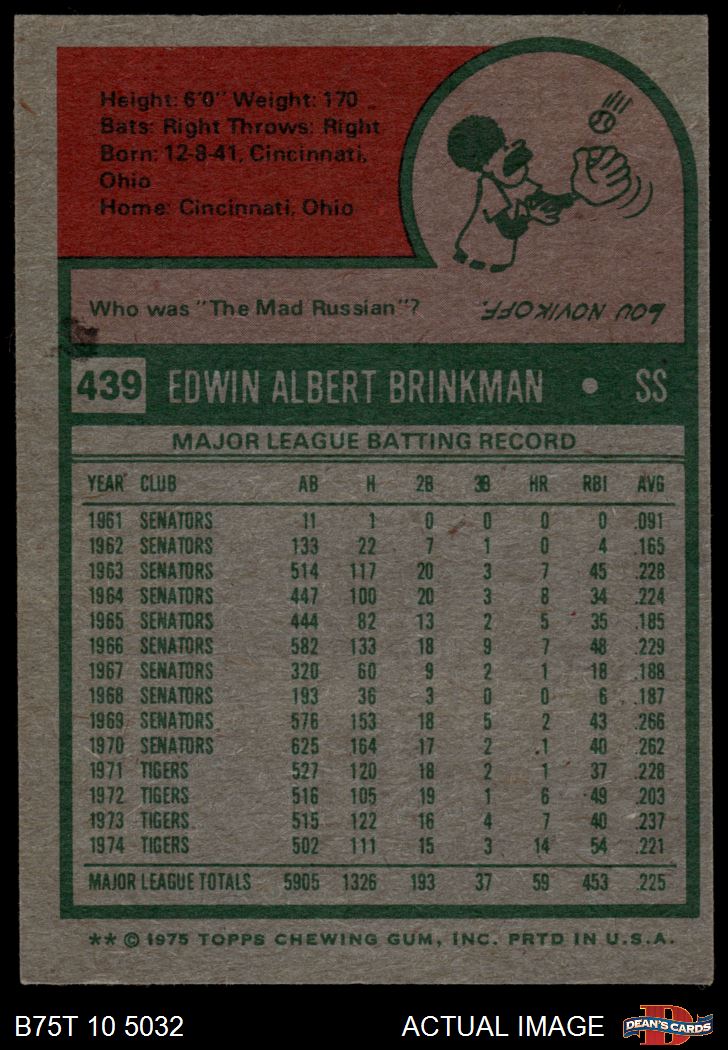 Height: 6'0" Weight: 170
Bats: Right Throws: Right
Born: 12-8-41, Cincinnati,
Ohio
Home: Cincinnati, Ohio
Who was "The Mad Russian"?
LOU NOVIKOFF.
439 EDWIN ALBERT BRINKMAN • SS
MAJOR LEAGUE BATTING RECORD
YEAR CLUB AB H 2B 3B HR RBI AVG
1961 SENATORS 11 1 0 0 0 0 .091
1962 SENATORS 133 22 7 1 0 4 .165
1963 SENATORS 514 117 20 3 7 45 .228
1964 SENATORS 447 100 20 3 8 34 .224
1965 SENATORS 444 82 13 2 5 35 .185
1966 SENATORS 582 133 18 9 7 48 .229
1967 SENATORS 320 60 9 2 1 18 .188
1968 SENATORS 193 36 3 0 0 6 .187
1969 SENATORS 576 153 18 5 2 43 .266
1970 SENATORS 625 164 17 2 1 40 .262
1971 TIGERS 527 120 18 2 1 37 .228
1972 TIGERS 516 105 19 1 6 49 .203
1973 TIGERS 515 122 16 4 7 40 .237
1974 TIGERS 502 111 15 3 14 54 .221
MAJOR LEAGUE TOTALS 5905 1326 193 37 59 453 .225
** © 1975 TOPPS CHEWING GUM, INC. PRTD IN U.S.A.
B75T 10 5032 ACTUAL IMAGE
D
DEAN'S CARDS